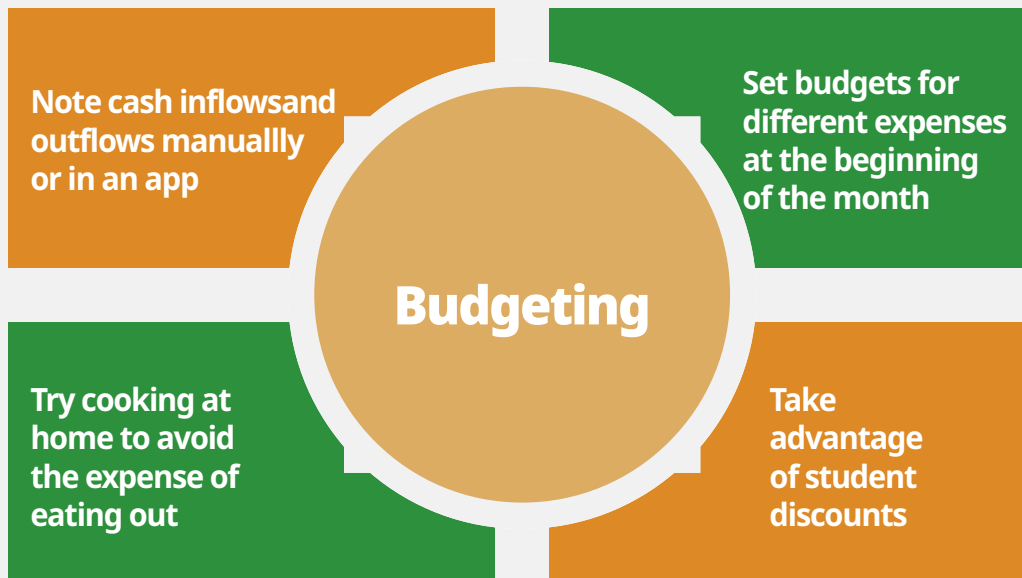 Note cash inflowsand
outflows manuallly
or in an app
Set budgets for
different expenses
at the beginning
of the month
Budgeting
Try cooking at
home to avoid
the expense of
eating out
Take
advantage
of student
discounts